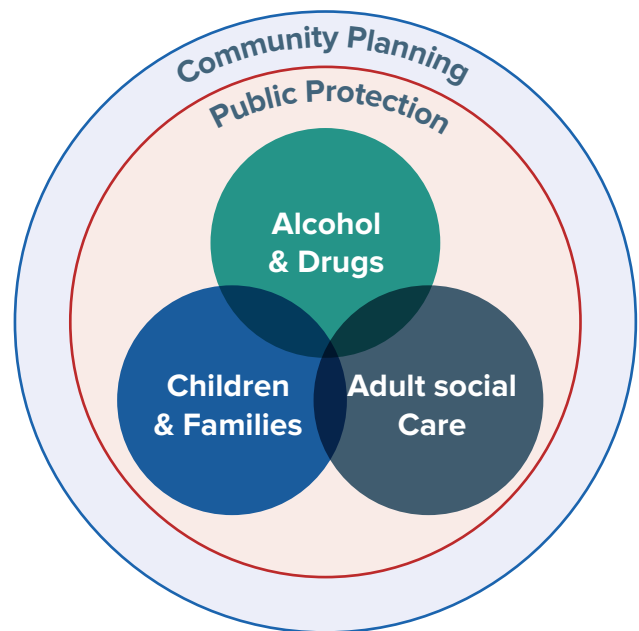 Community Planning
Public Protection
Alcohol
& Drugs
Children
& Families
Adult social
Care